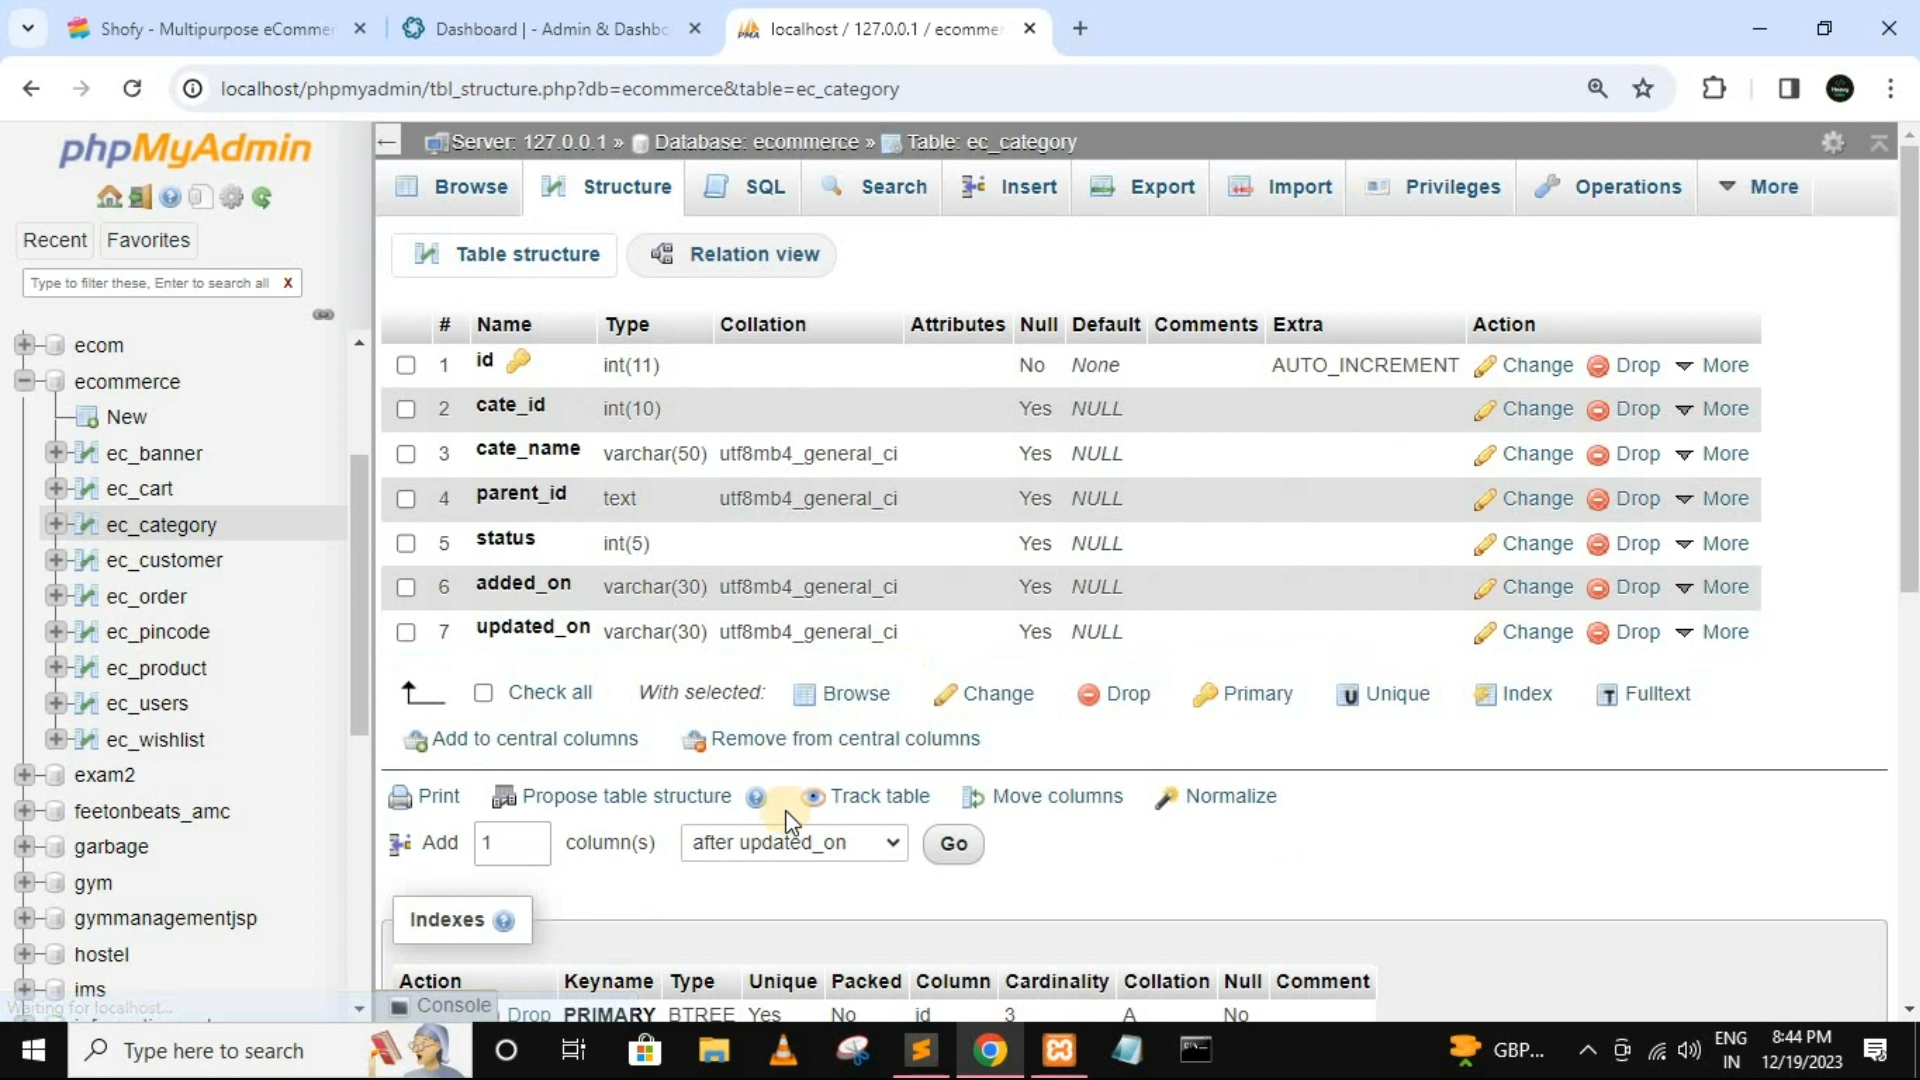 Shofy - Multipurpose eComme
Dashboard | - Admin & Dashbo
localhost / 127.0.0.1 / ecomme
localhost/phpmyadmin/tbl_structure.php?db=ecommerce&table=ec_category
phpMyAdmin
Recent
Favorites
Type to filter these, Enter to search all X
ecom
ecommerce
New
ec_banner
ec_cart
ec_category
ec_customer
ec_order
ec_pincode
ec_product
ec_users
ec_wishlist
exam2
feetonbeats_amc
garbage
gym
gymmanagementjsp
hostel
ims
Waiting for localhost...
Server: 127.0.0.1 » Database: ecommerce » Table: ec_category
Browse Structure SQL Search Insert Export Import Privileges Operations More
Table structure Relation view
# Name Type Collation Attributes Null Default Comments Extra Action
1 id int(11) No None AUTO_INCREMENT Change Drop More
2 cate_id int(10) Yes NULL Change Drop More
3 cate_name varchar(50) utf8mb4_general_ci Yes NULL Change Drop More
4 parent_id text utf8mb4_general_ci Yes NULL Change Drop More
5 status int(5) Yes NULL Change Drop More
6 added_on varchar(30) utf8mb4_general_ci Yes NULL Change Drop More
7 updated_on varchar(30) utf8mb4_general_ci Yes NULL Change Drop More
Check all With selected: Browse Change Drop Primary Unique Index Fulltext
Add to central columns Remove from central columns
Print Propose table structure Track table Move columns Normalize
Add 1 column(s) after updated_on Go
Indexes
Action Keyname Type Unique Packed Column Cardinality Collation Null Comment
Drop PRIMARY BTREE Yes No id 3 A No
Console
Type here to search
GBP...
ENG
IN
8:44 PM
12/19/2023